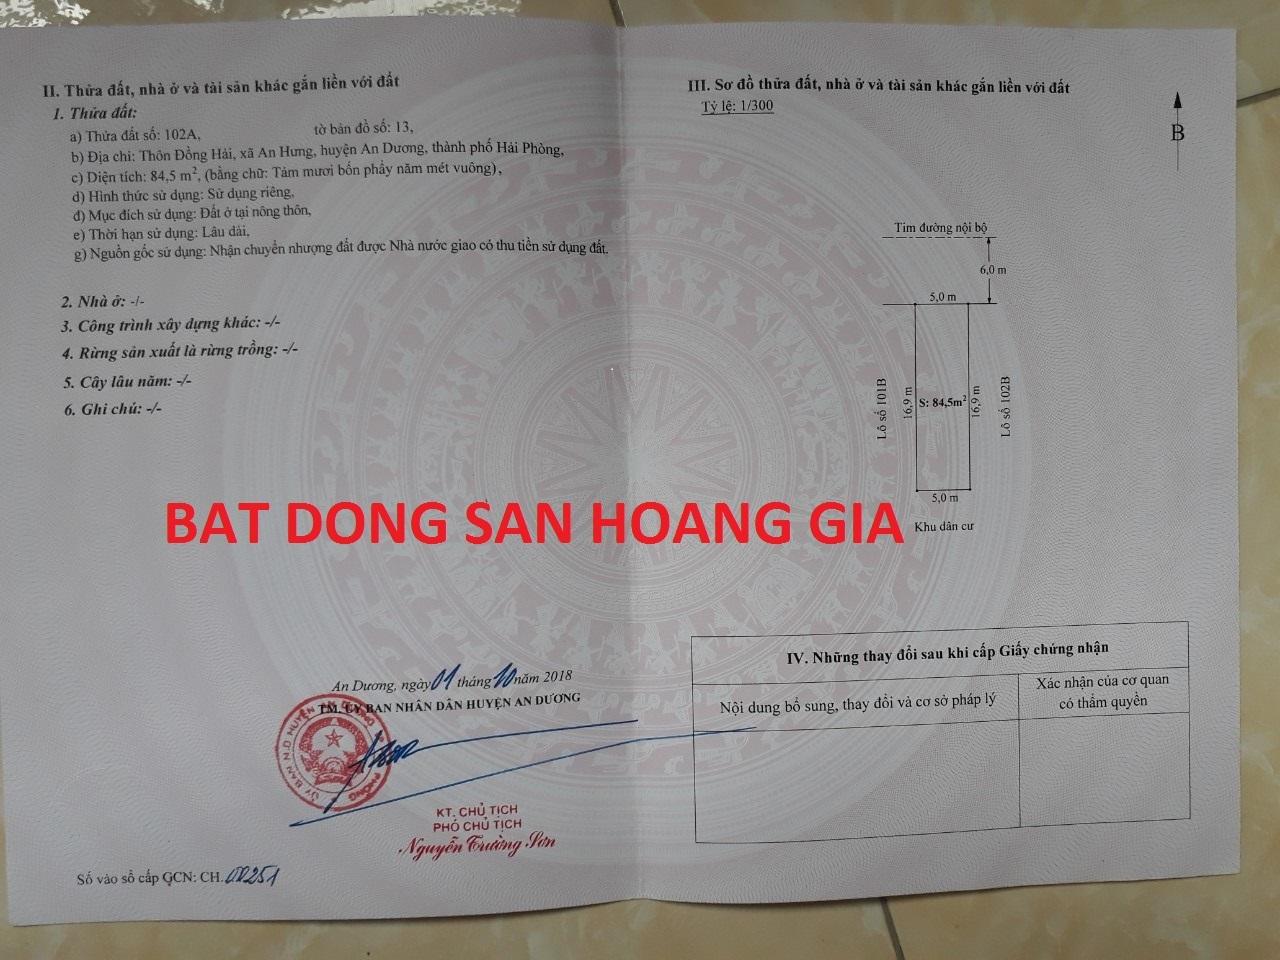 II. Thửa đất, nhà ở và tài sản khác gắn liền với đất
1. Thửa đất:
a) Thửa đất số: 102A, tờ bản đồ số: 13,
b) Địa chỉ: Thôn Đồng Hải, xã An Hưng, huyện An Dương, thành phố Hải Phòng,
c) Diện tích: 84,5 m², (bằng chữ: Tám mươi bốn phẩy năm mét vuông),
d) Hình thức sử dụng: Sử dụng riêng,
đ) Mục đích sử dụng: Đất ở tại nông thôn,
e) Thời hạn sử dụng: Lâu dài,
g) Nguồn gốc sử dụng: Nhận chuyển nhượng đất được Nhà nước giao có thu tiền sử dụng đất.
2. Nhà ở: -/-
3. Công trình xây dựng khác: -/-
4. Rừng sản xuất là rừng trồng: -/-
5. Cây lâu năm: -/-
6. Ghi chú: -/-
BAT DONG SAN HOANG GIA
An Dương, ngày 01 tháng 10 năm 2018
TM. ỦY BAN NHÂN DÂN HUYỆN AN DƯƠNG
KT. CHỦ TỊCH
PHÓ CHỦ TỊCH
Nguyễn Trường Sơn
Số vào sổ cấp GCN: CH.00251
III. Sơ đồ thửa đất, nhà ở và tài sản khác gắn liền với đất
Tỷ lệ: 1/300
B
Tim đường nội bộ
6,0 m
5,0 m
Lô số 101B
16,9 m
S: 84,5m²
16,9 m
Lô số 102B
5,0 m
Khu dân cư
IV. Những thay đổi sau khi cấp Giấy chứng nhận
Nội dung bổ sung, thay đổi và cơ sở pháp lý
Xác nhận của cơ quan
có thẩm quyền